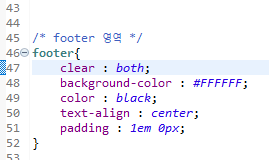 43
44
45 /* footer 영역 */
46 footer{
47 clear : both;
48 background-color : #FFFFFF;
49 color : black;
50 text-align : center;
51 padding : 1em 0px;
52 }
53